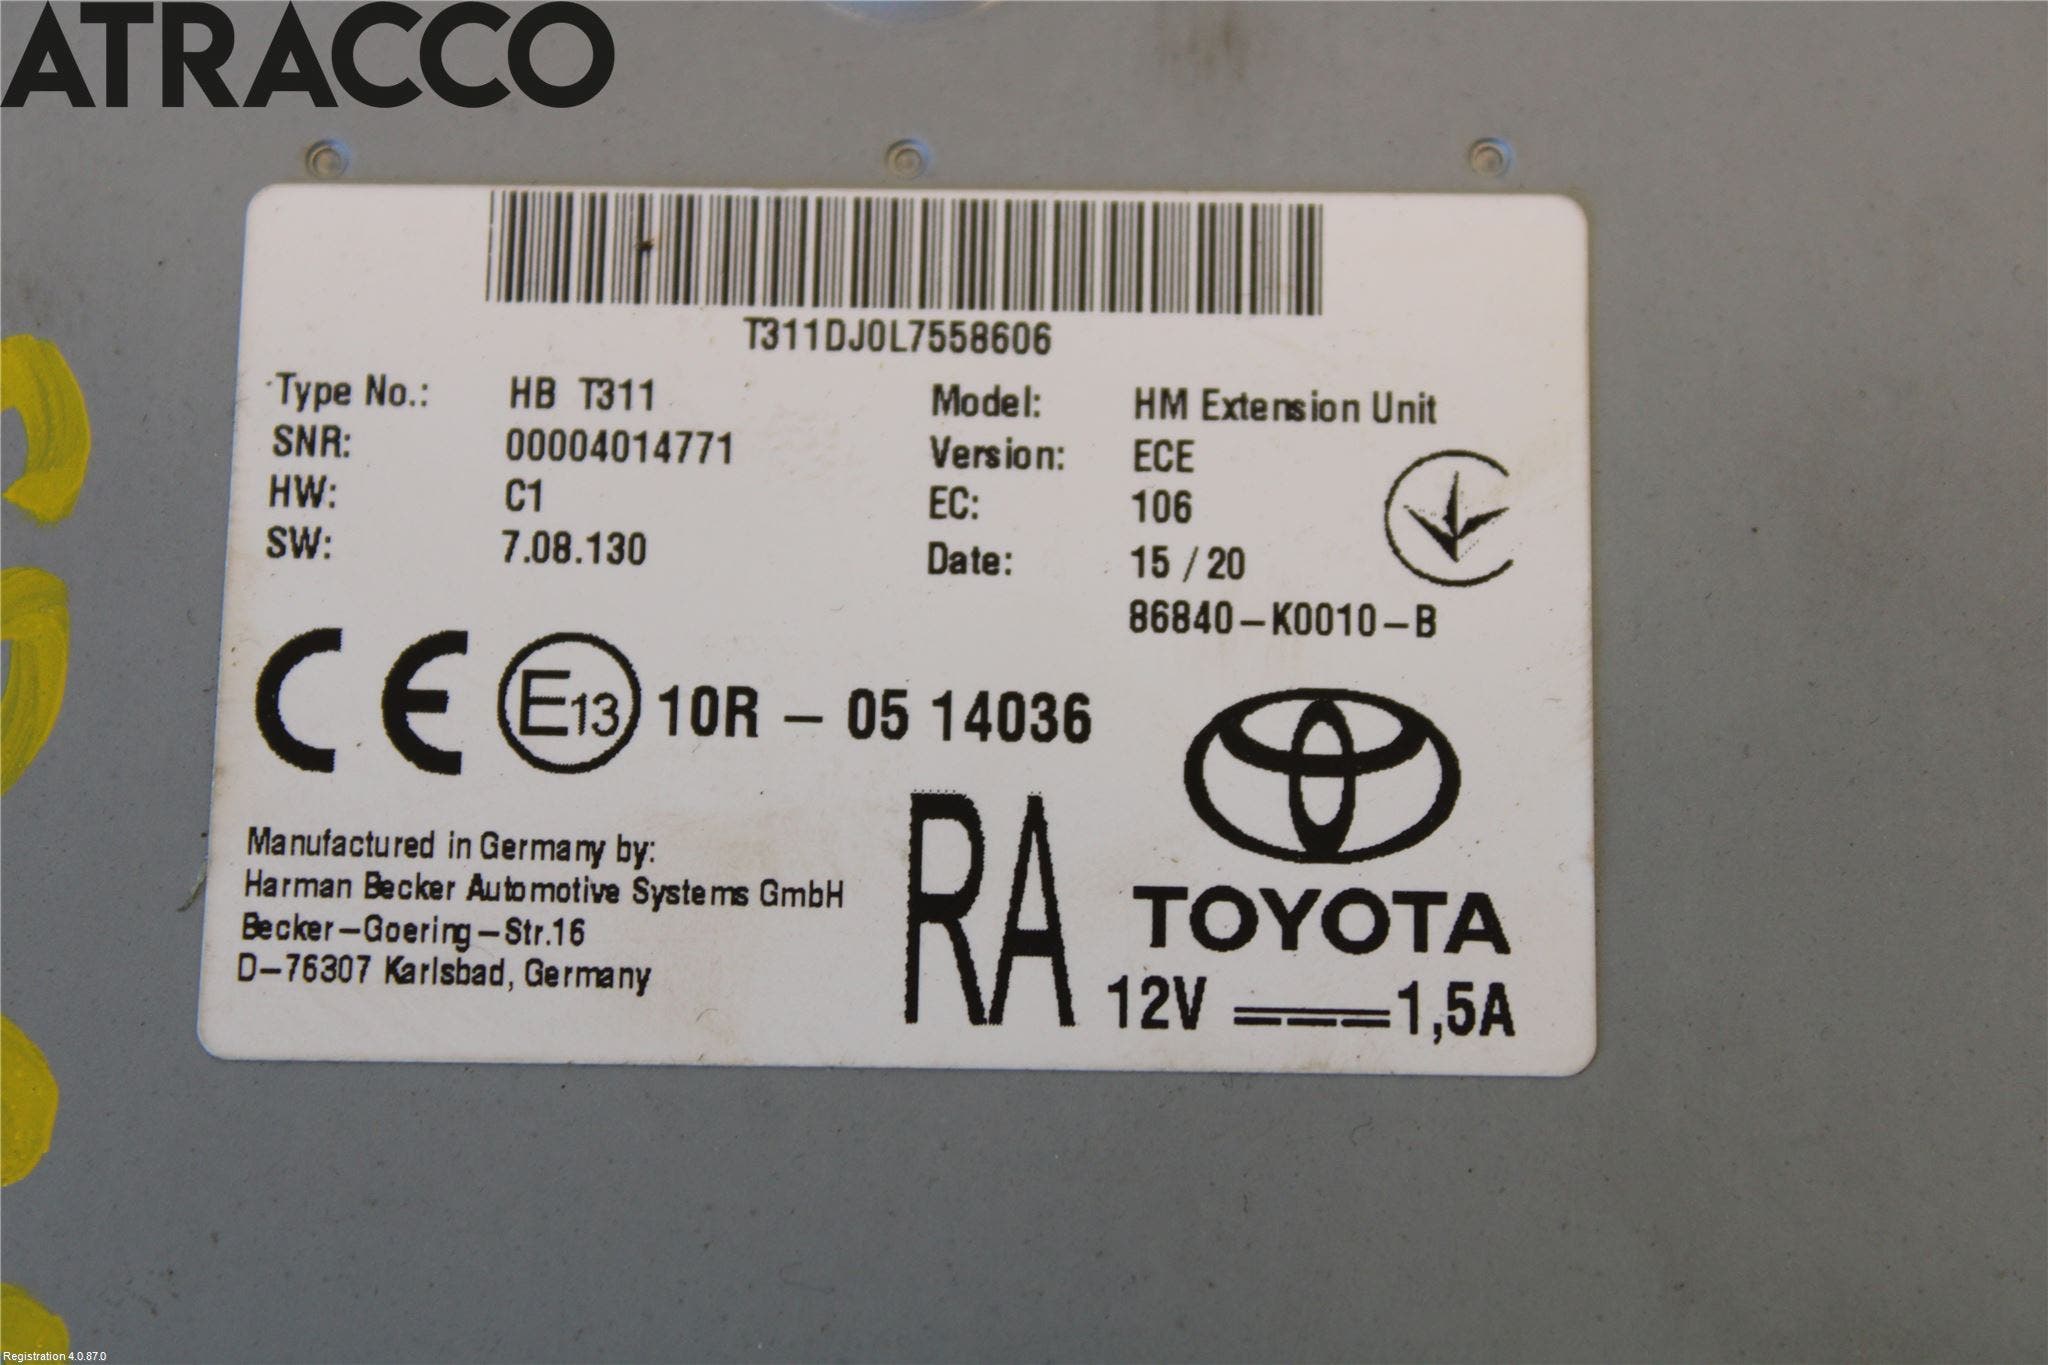 ATRACCO
T311DJ0L7558606
Type No.: HB T311 Model: HM Extension Unit
SNR: 00004014771 Version: ECE
HW: C1 EC: 106
SW: 7.08.130 Date: 15 / 20
86840-K0010-B
CE E13 10R - 05 14036
Manufactured in Germany by:
Harman Becker Automotive Systems GmbH
Becker-Goering-Str.16
D-76307 Karlsbad, Germany
RA
TOYOTA
12V 1,5A
Registration 4.0.87.0